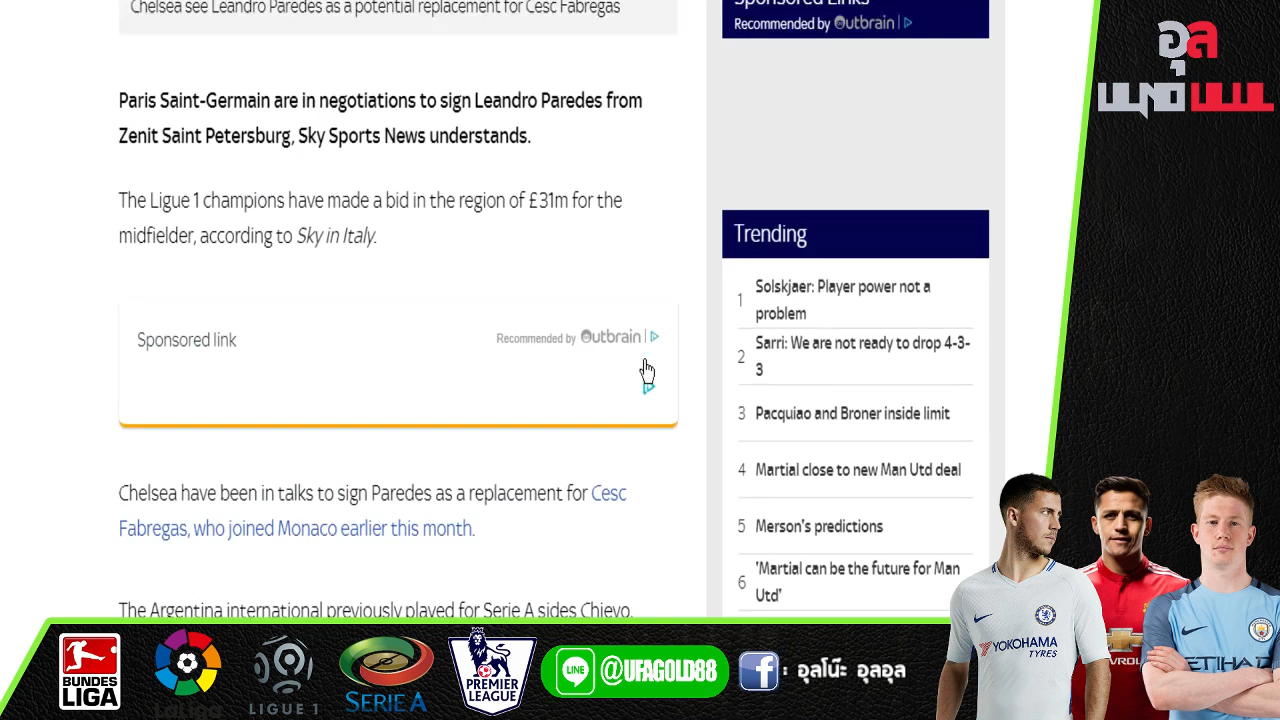 Chelsea see Leandro Paredes as a potential replacement for Cesc Fabregas
Paris Saint-Germain are in negotiations to sign Leandro Paredes from
Zenit Saint Petersburg, Sky Sports News understands.
The Ligue 1 champions have made a bid in the region of £31m for the
midfielder, according to Sky in Italy.
Sponsored link
Recommended by Outbrain
Chelsea have been in talks to sign Paredes as a replacement for Cesc
Fabregas, who joined Monaco earlier this month.
The Argentina international previously played for Serie A sides Chievo,
Sponsored Links
Recommended by Outbrain
Trending
1 Solskjaer: Player power not a
problem
2 Sarri: We are not ready to drop 4-3-
3
3 Pacquiao and Broner inside limit
4 Martial close to new Man Utd deal
5 Merson's predictions
6 'Martial can be the future for Man
Utd'
อุล
YOKOHAMA
TYRES
BUNDES
LIGA
LaLiga
LIGUE 1
SERIE A
PREMIER
LEAGUE
LINE
@UFAGOLD88
f : อุลโน๊ะ อุลอุล